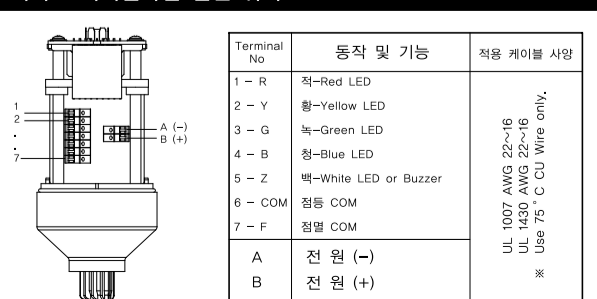 1
2
7
A (−)
B (+)
Terminal No 동작 및 기능 적용 케이블 사양
1 − R 적−Red LED
2 − Y 황−Yellow LED
3 − G 녹−Green LED
4 − B 청−Blue LED
5 − Z 백−White LED or Buzzer
6 − COM 점등 COM
7 − F 점멸 COM
A 전 원 (−)
B 전 원 (+)
UL 1007 AWG 22~16
UL 1430 AWG 22~16
※ Use 75˚C CU Wire only.